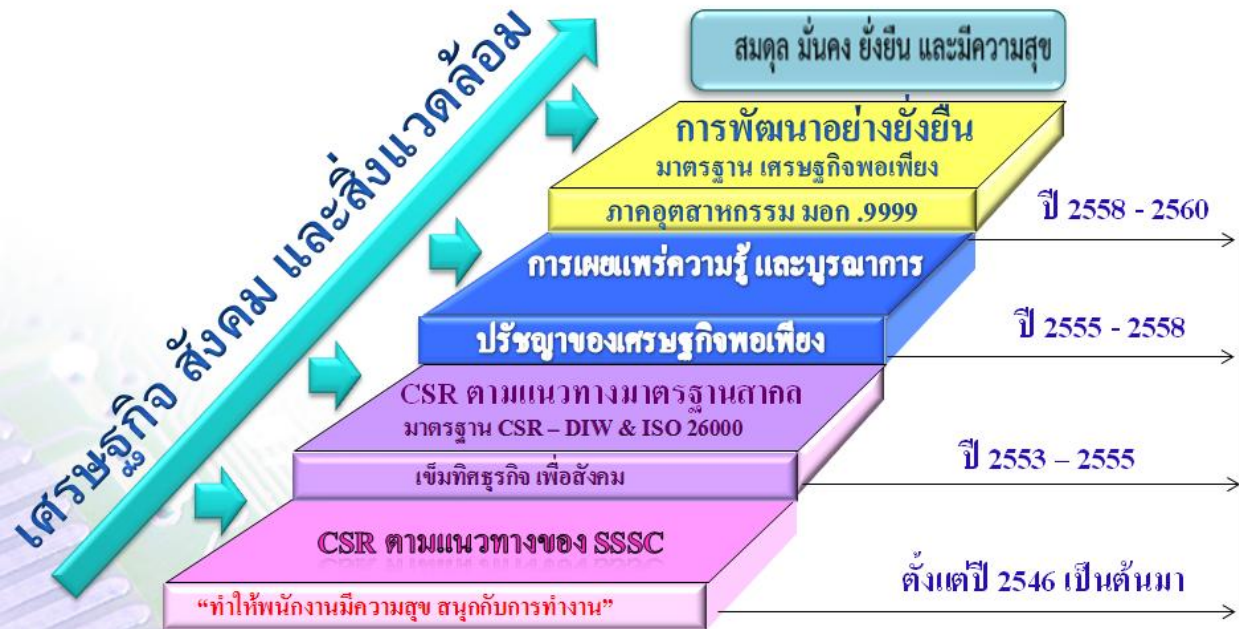 เศรษฐกิจ สังคม และสิ่งแวดล้อม
สมดุล มั่นคง ยั่งยืน และมีความสุข
การพัฒนาอย่างยั่งยืน
มาตรฐาน เศรษฐกิจพอเพียง
ภาคอุตสาหกรรม มอก .9999
ปี 2558 - 2560
การเผยแพร่ความรู้ และบูรณาการ
ปรัชญาของเศรษฐกิจพอเพียง
ปี 2555 - 2558
CSR ตามแนวทางมาตรฐานสากล
มาตรฐาน CSR – DIW & ISO 26000
เข็มทิศธุรกิจ เพื่อสังคม
ปี 2553 – 2555
CSR ตามแนวทางของ SSSC
“ทำให้พนักงานมีความสุข สนุกกับการทำงาน”
ตั้งแต่ปี 2546 เป็นต้นมา